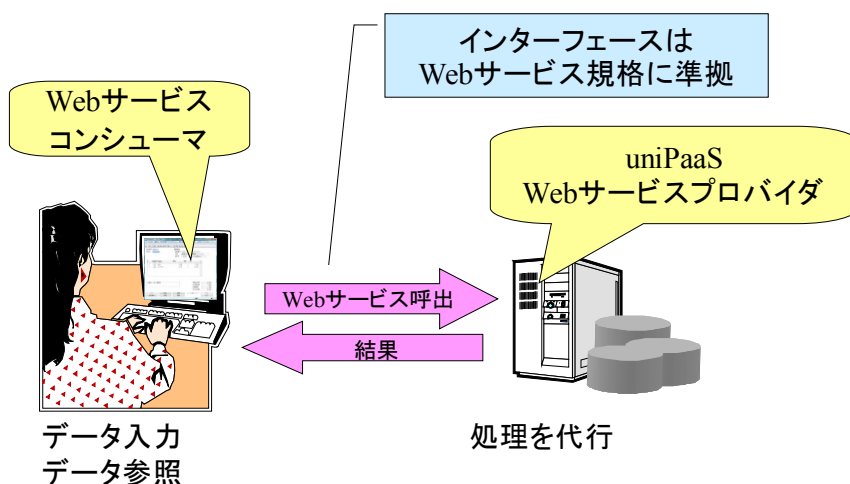 インターフェースは
Webサービス規格に準拠
Webサービス
コンシューマ
uniPaaS
Webサービスプロバイダ
Webサービス呼出
結果
データ入力
データ参照
処理を代行